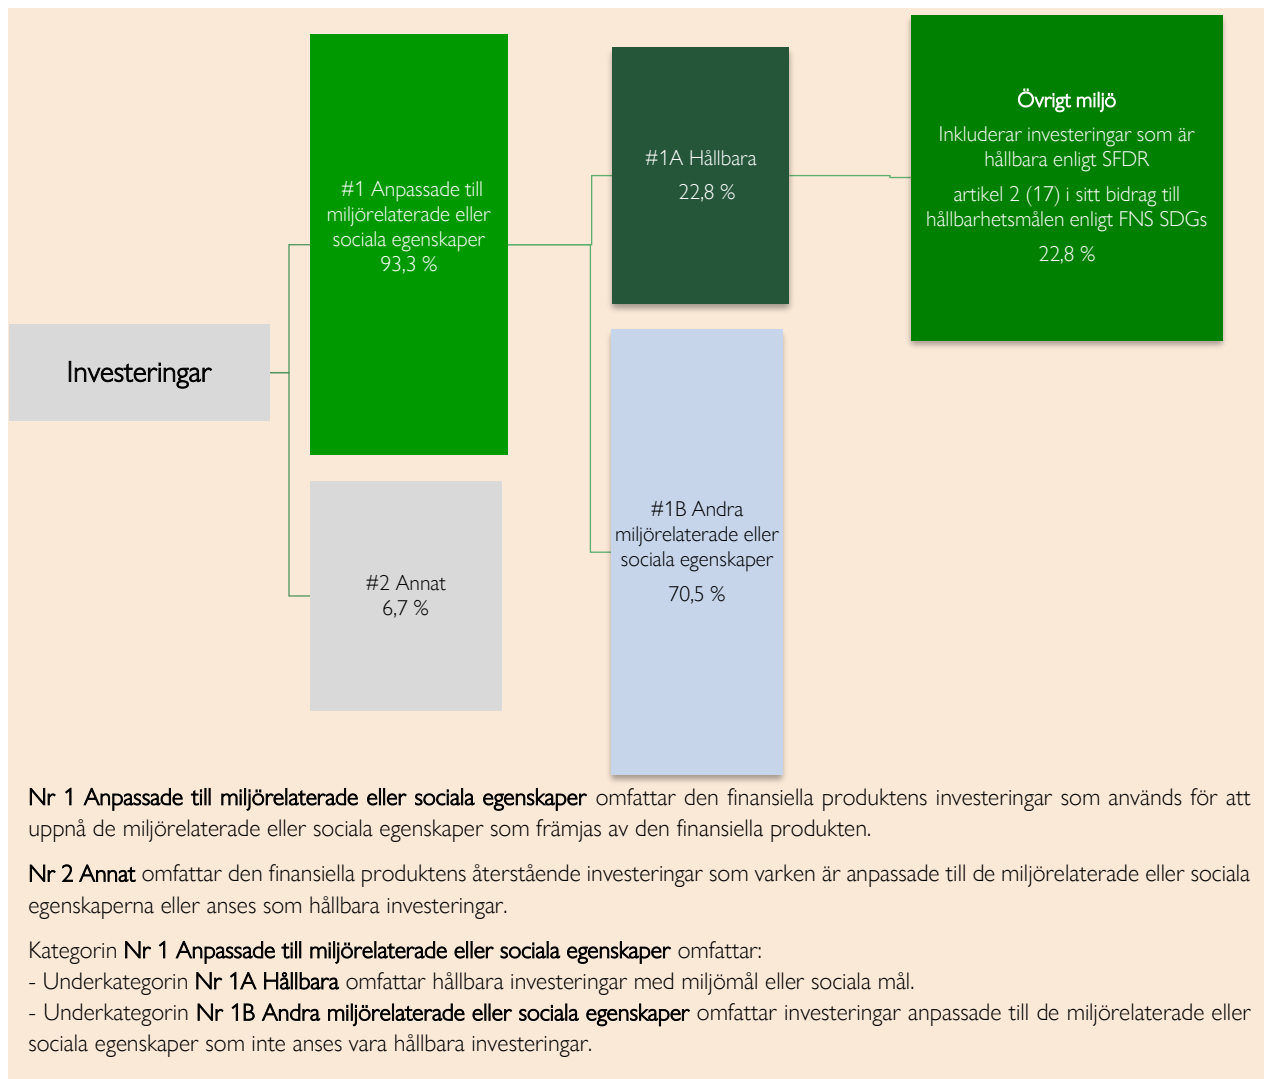 Investeringar
#1 Anpassade till
miljörelaterade eller
sociala egenskaper
93,3 %
#2 Annat
6,7 %
#1A Hållbara
22,8 %
#1B Andra
miljörelaterade eller
sociala egenskaper
70,5 %
Övrigt miljö
Inkluderar investeringar som är
hållbara enligt SFDR
artikel 2 (17) i sitt bidrag till
hållbarhetsmålen enligt FNS SDGs
22,8 %
Nr 1 Anpassade till miljörelaterade eller sociala egenskaper omfattar den finansiella produktens investeringar som används för att
uppnå de miljörelaterade eller sociala egenskaper som främjas av den finansiella produkten.
Nr 2 Annat omfattar den finansiella produktens återstående investeringar som varken är anpassade till de miljörelaterade eller sociala
egenskaperna eller anses som hållbara investeringar.
Kategorin Nr 1 Anpassade till miljörelaterade eller sociala egenskaper omfattar:
- Underkategorin Nr 1A Hållbara omfattar hållbara investeringar med miljömål eller sociala mål.
- Underkategorin Nr 1B Andra miljörelaterade eller sociala egenskaper omfattar investeringar anpassade till de miljörelaterade eller
sociala egenskaper som inte anses vara hållbara investeringar.